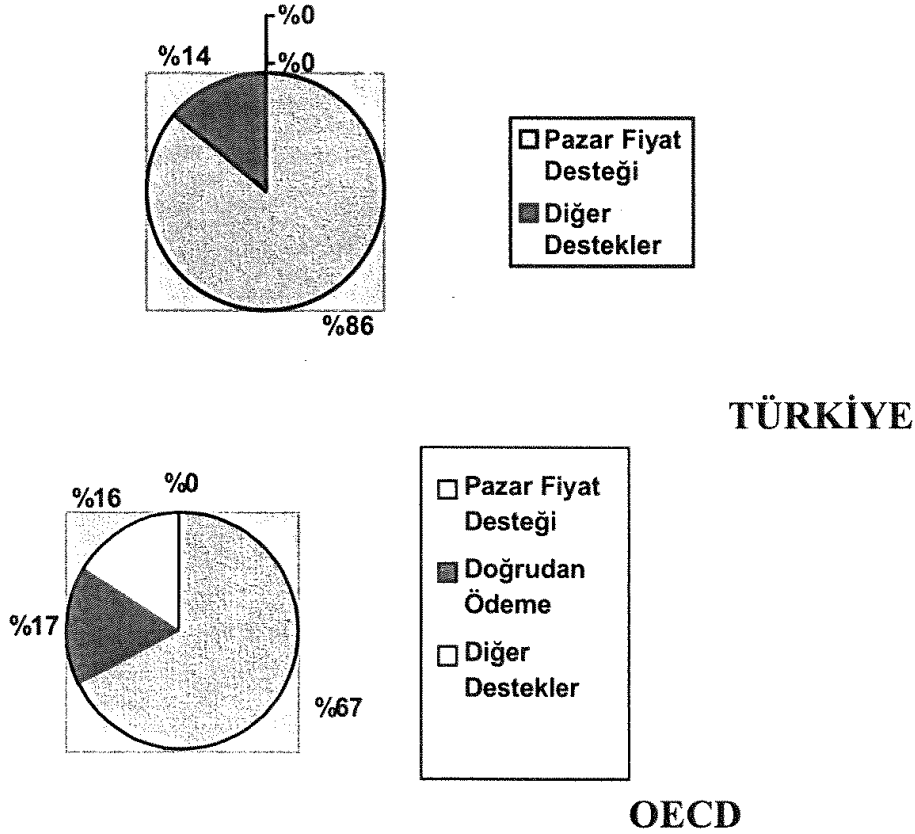 %0
%14
%0
Pazar Fiyat
Desteği
Diğer
Destekler
%86
TÜRKİYE
%16
%0
%17
%67
Pazar Fiyat
Desteği
Doğrudan
Ödeme
Diğer
Destekler
OECD